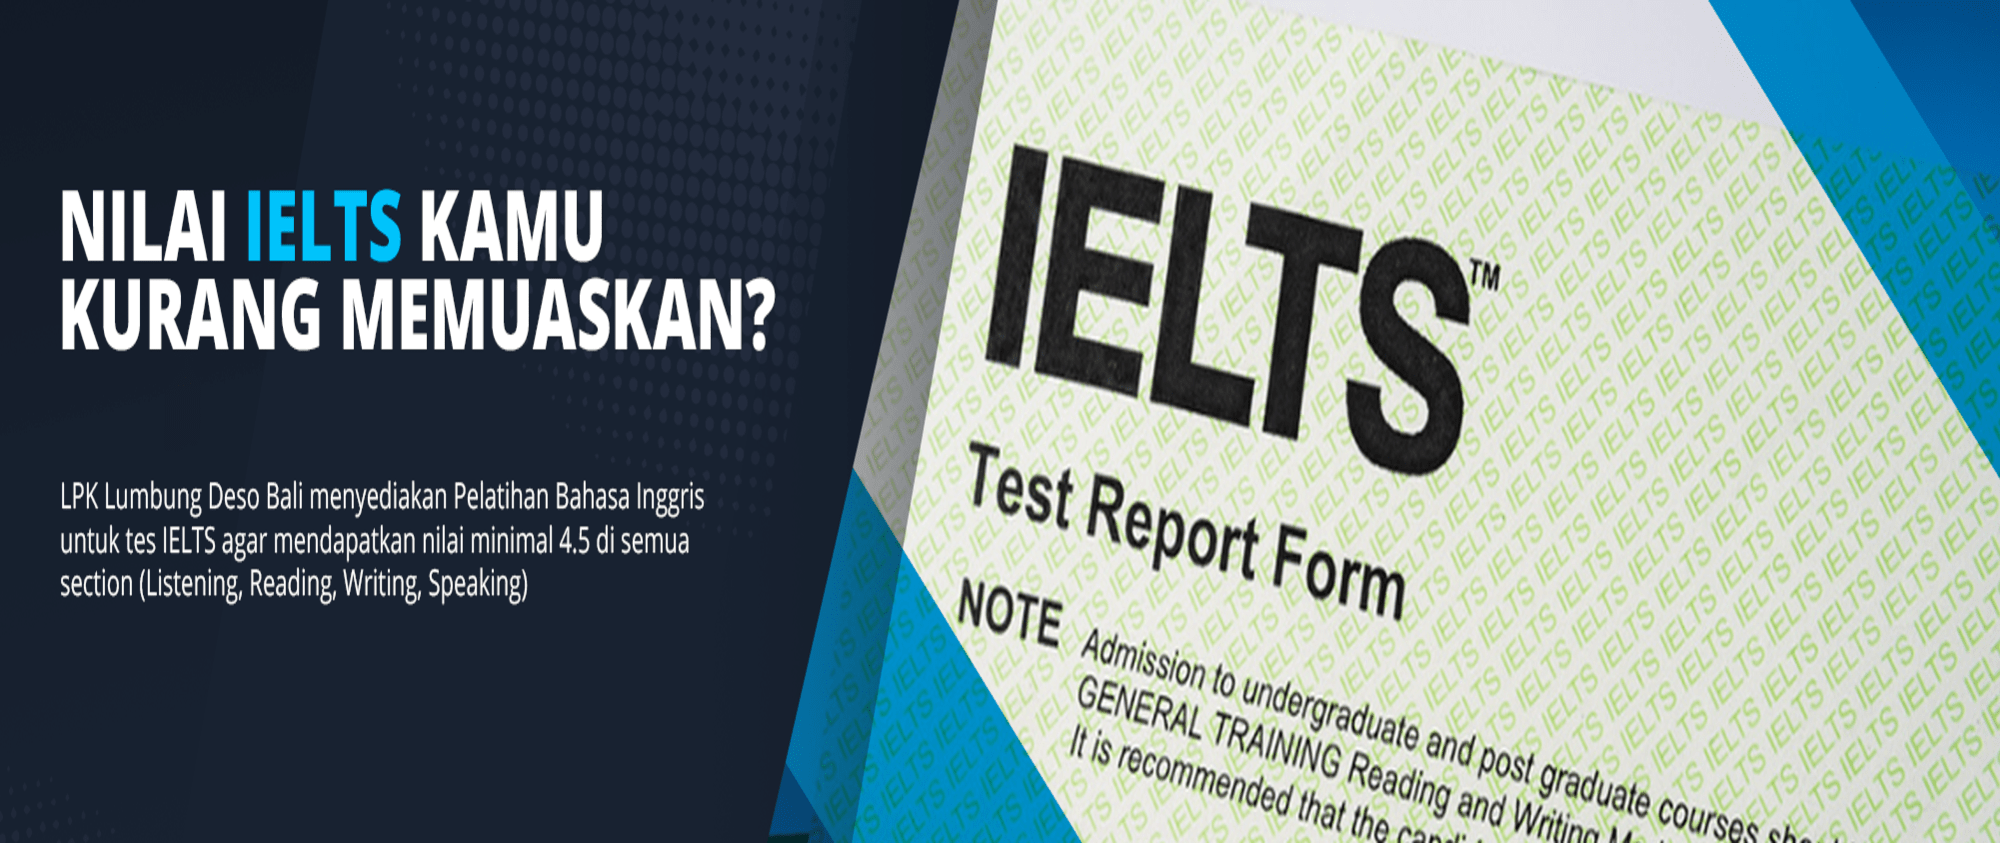 NILAI IELTS KAMU
KURANG MEMUASKAN?
LPK Lumbung Deso Bali menyediakan Pelatihan Bahasa Inggris
untuk tes IELTS agar mendapatkan nilai minimal 4.5 di semua
section (Listening, Reading, Writing, Speaking)
IELTS™
Test Report Form
NOTE
Admission to undergraduate and post graduate courses
GENERAL TRAINING Reading and Writing
It is recommended that the